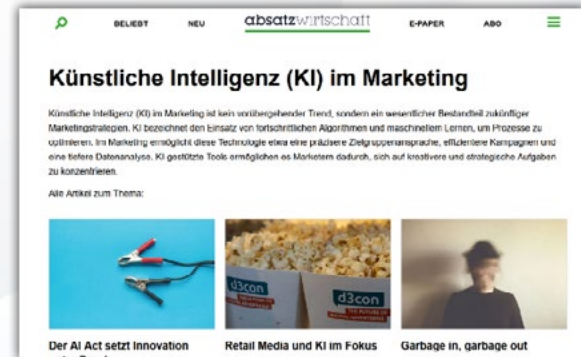 BELIEBT NEU absatzwirtschaft E-PAPER ABO
Künstliche Intelligenz (KI) im Marketing
Künstliche Intelligenz (KI) im Marketing ist kein vorübergehender Trend, sondern ein wesentlicher Bestandteil zukünftiger
Marketingstrategien. KI bezeichnet den Einsatz von fortschrittlichen Algorithmen und maschinellem Lernen, um Prozesse zu
optimieren. Im Marketing ermöglicht diese Technologie etwa eine präzisere Zielgruppenansprache, effizientere Kampagnen und
eine tiefere Datenanalyse. KI gestützte Tools ermöglichen es Marketern dadurch, sich auf kreativere und strategische Aufgaben
zu konzentrieren.
Alle Artikel zum Thema:
d3con
d3con
Der AI Act setzt Innovation
Retail Media und KI im Fokus
Garbage in, garbage out